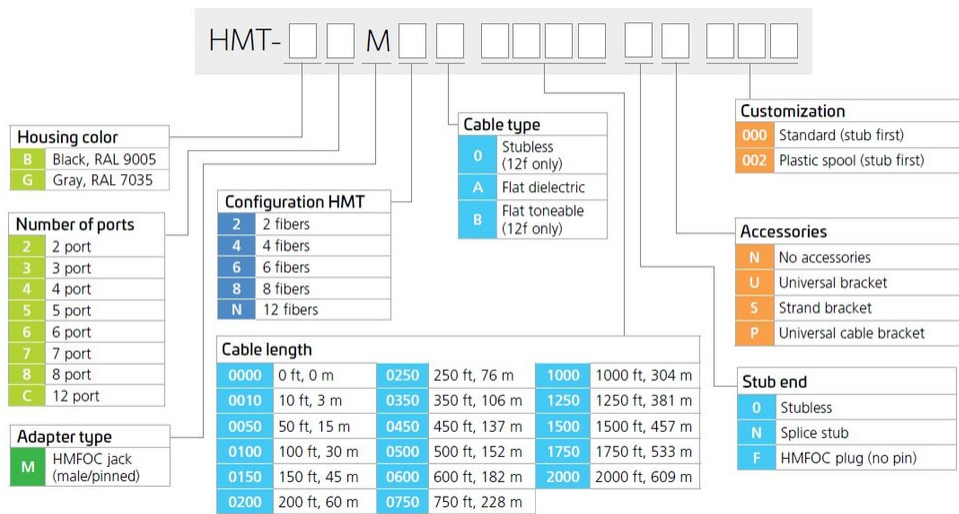 HMT- M
Housing color
B Black, RAL 9005
G Gray, RAL 7035
Number of ports
2 2 port
3 3 port
4 4 port
5 5 port
6 6 port
7 7 port
8 8 port
C 12 port
Adapter type
M HMFOC jack
(male/pinned)
Configuration HMT
2 2 fibers
4 4 fibers
6 6 fibers
8 8 fibers
N 12 fibers
Cable type
0 Stubless
(12f only)
A Flat dielectric
B Flat toneable
(12f only)
Cable length
0000 0 ft, 0 m 0250 250 ft, 76 m 1000 1000 ft, 304 m
0010 10 ft, 3 m 0350 350 ft, 106 m 1250 1250 ft, 381 m
0050 50 ft, 15 m 0450 450 ft, 137 m 1500 1500 ft, 457 m
0100 100 ft, 30 m 0500 500 ft, 152 m 1750 1750 ft, 533 m
0150 150 ft, 45 m 0600 600 ft, 182 m 2000 2000 ft, 609 m
0200 200 ft, 60 m 0750 750 ft, 228 m
Customization
000 Standard (stub first)
002 Plastic spool (stub first)
Accessories
N No accessories
U Universal bracket
S Strand bracket
P Universal cable bracket
Stub end
0 Stubless
N Splice stub
F HMFOC plug (no pin)